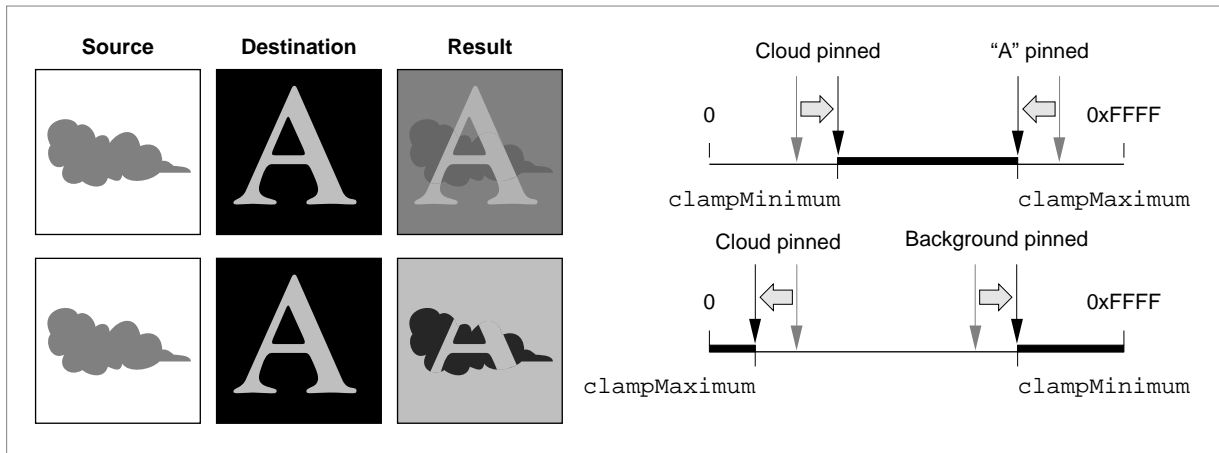 Source Destination Result
Cloud pinned “A” pinned
0 0xFFFF
clampMinimum clampMaximum
Cloud pinned Background pinned
0 0xFFFF
clampMaximum clampMinimum
A A
A A